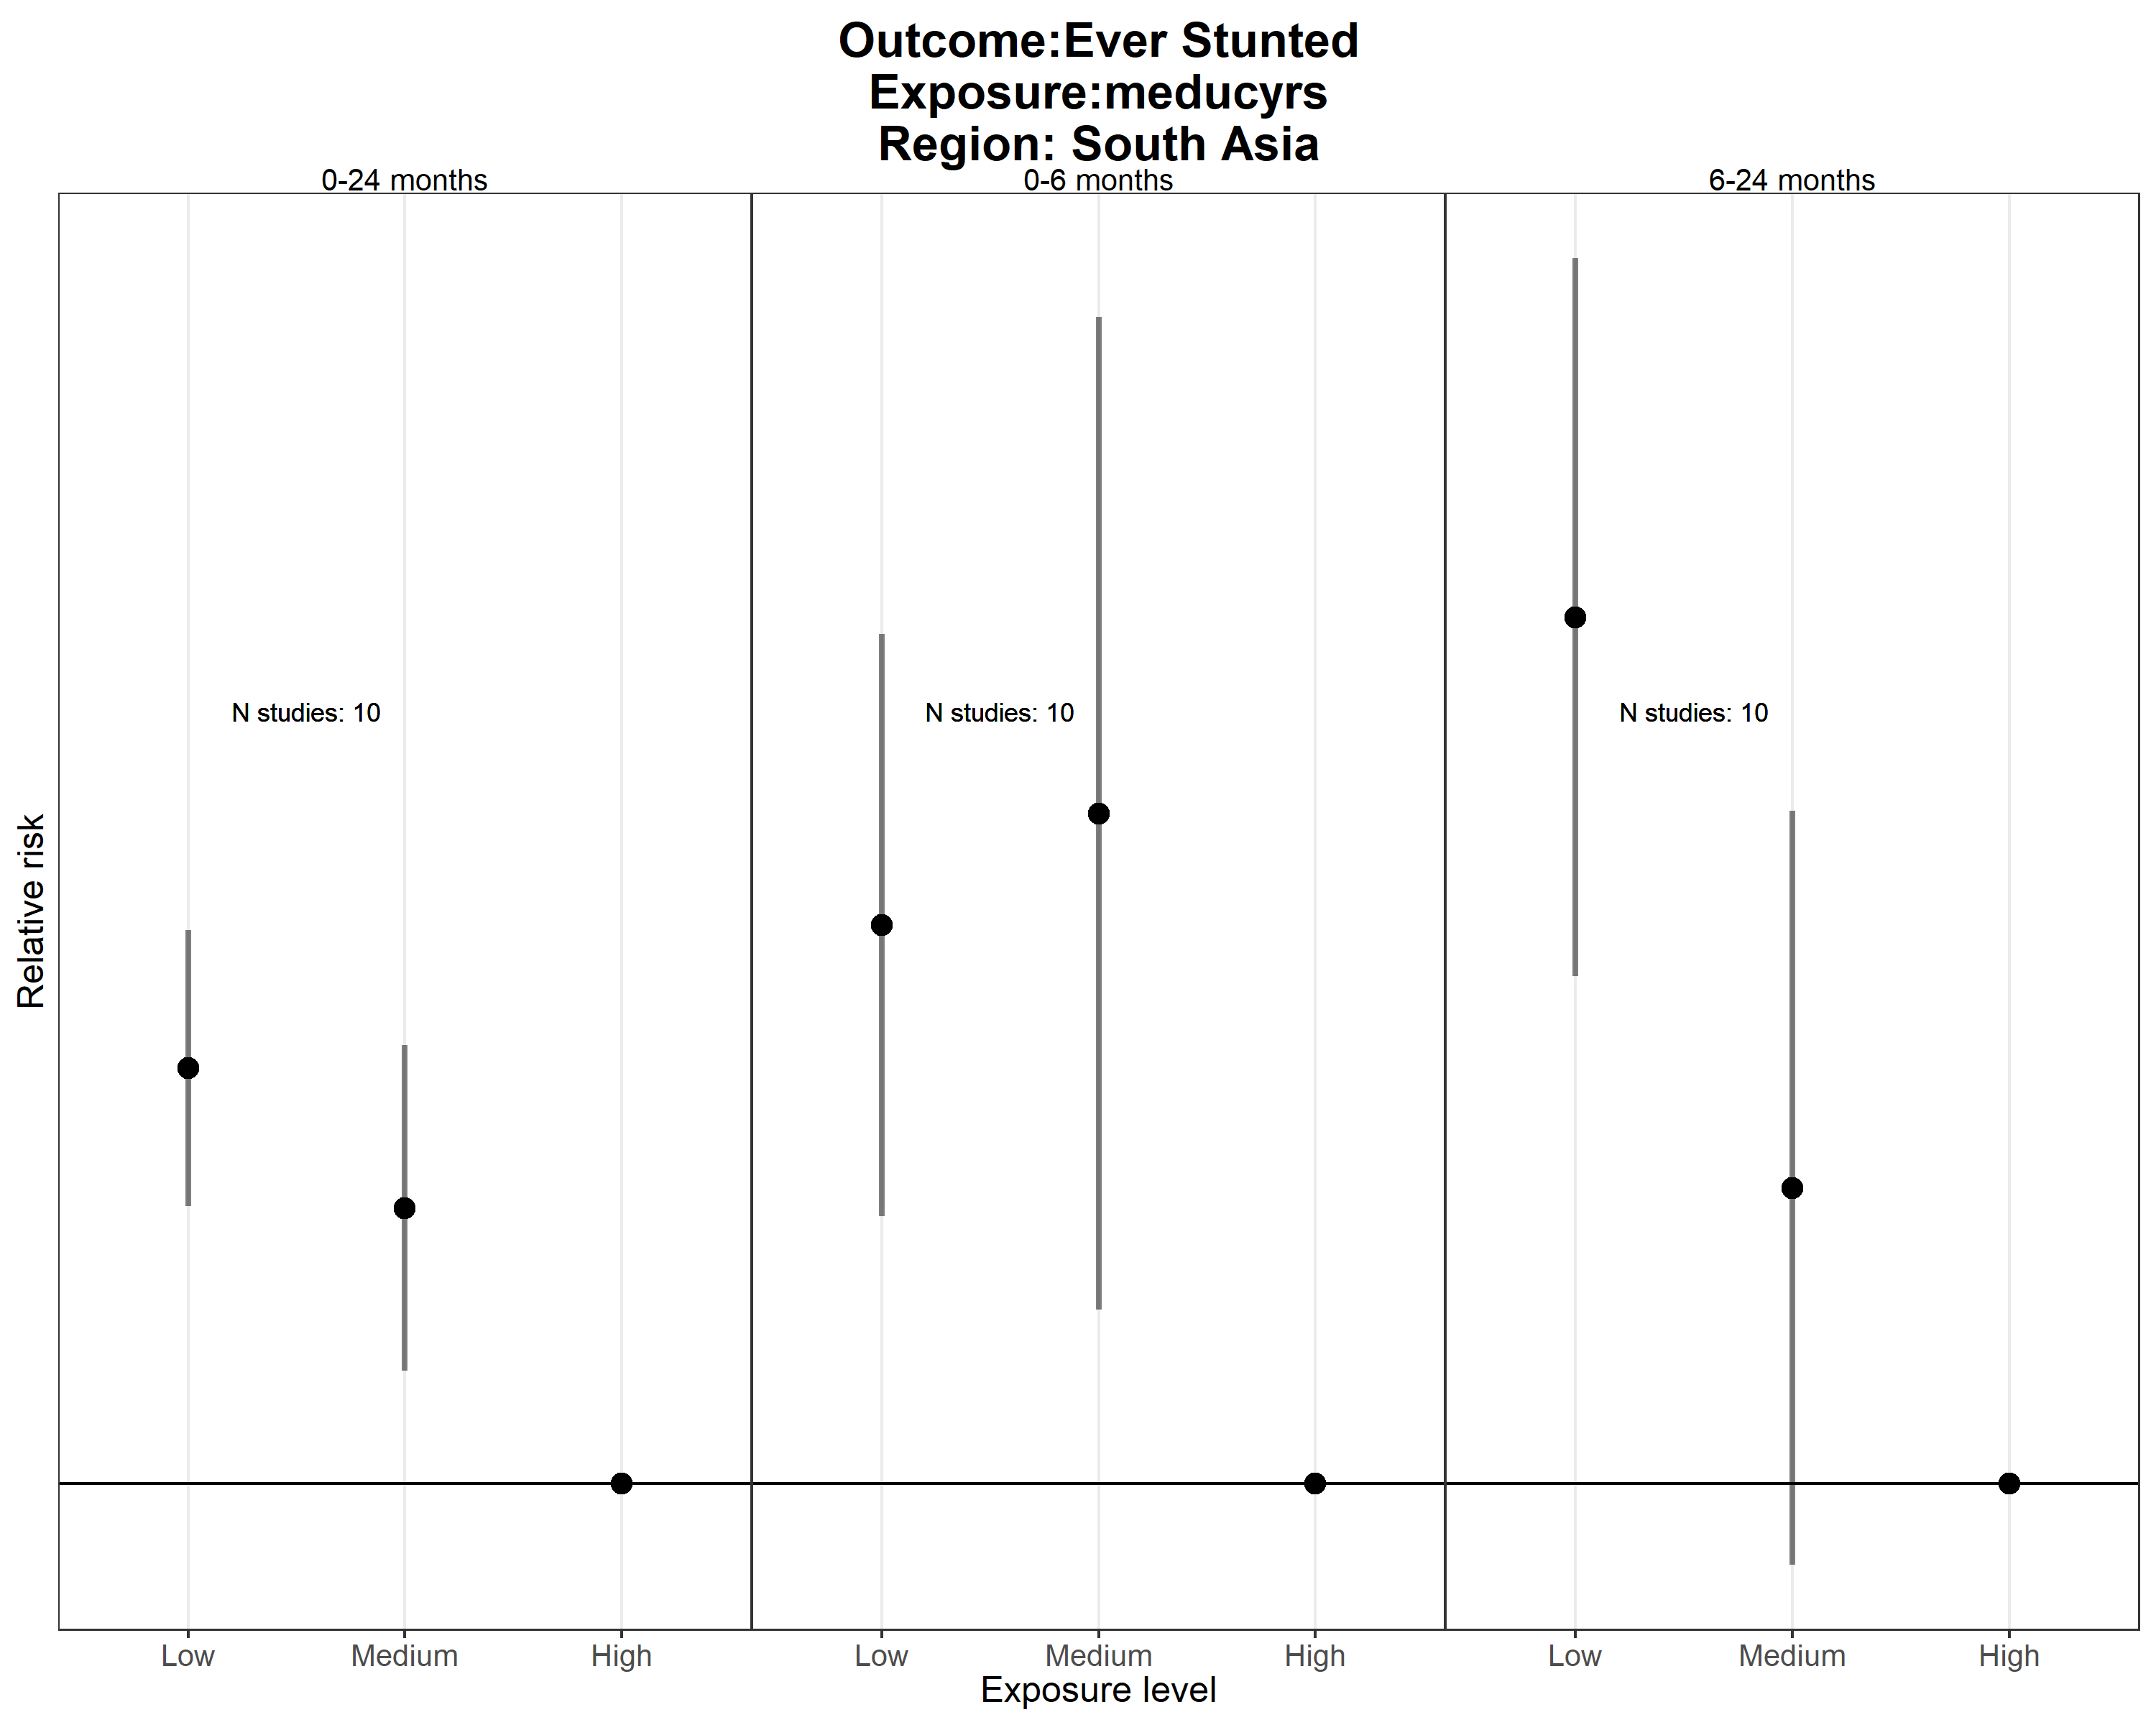 Outcome:Ever Stunted
Exposure:meducyrs
Region: South Asia
0-24 months
0-6 months
6-24 months
N studies: 10
N studies: 10
N studies: 10
Relative risk
Low
Medium
High
Low
Medium
High
Low
Medium
High
Exposure level